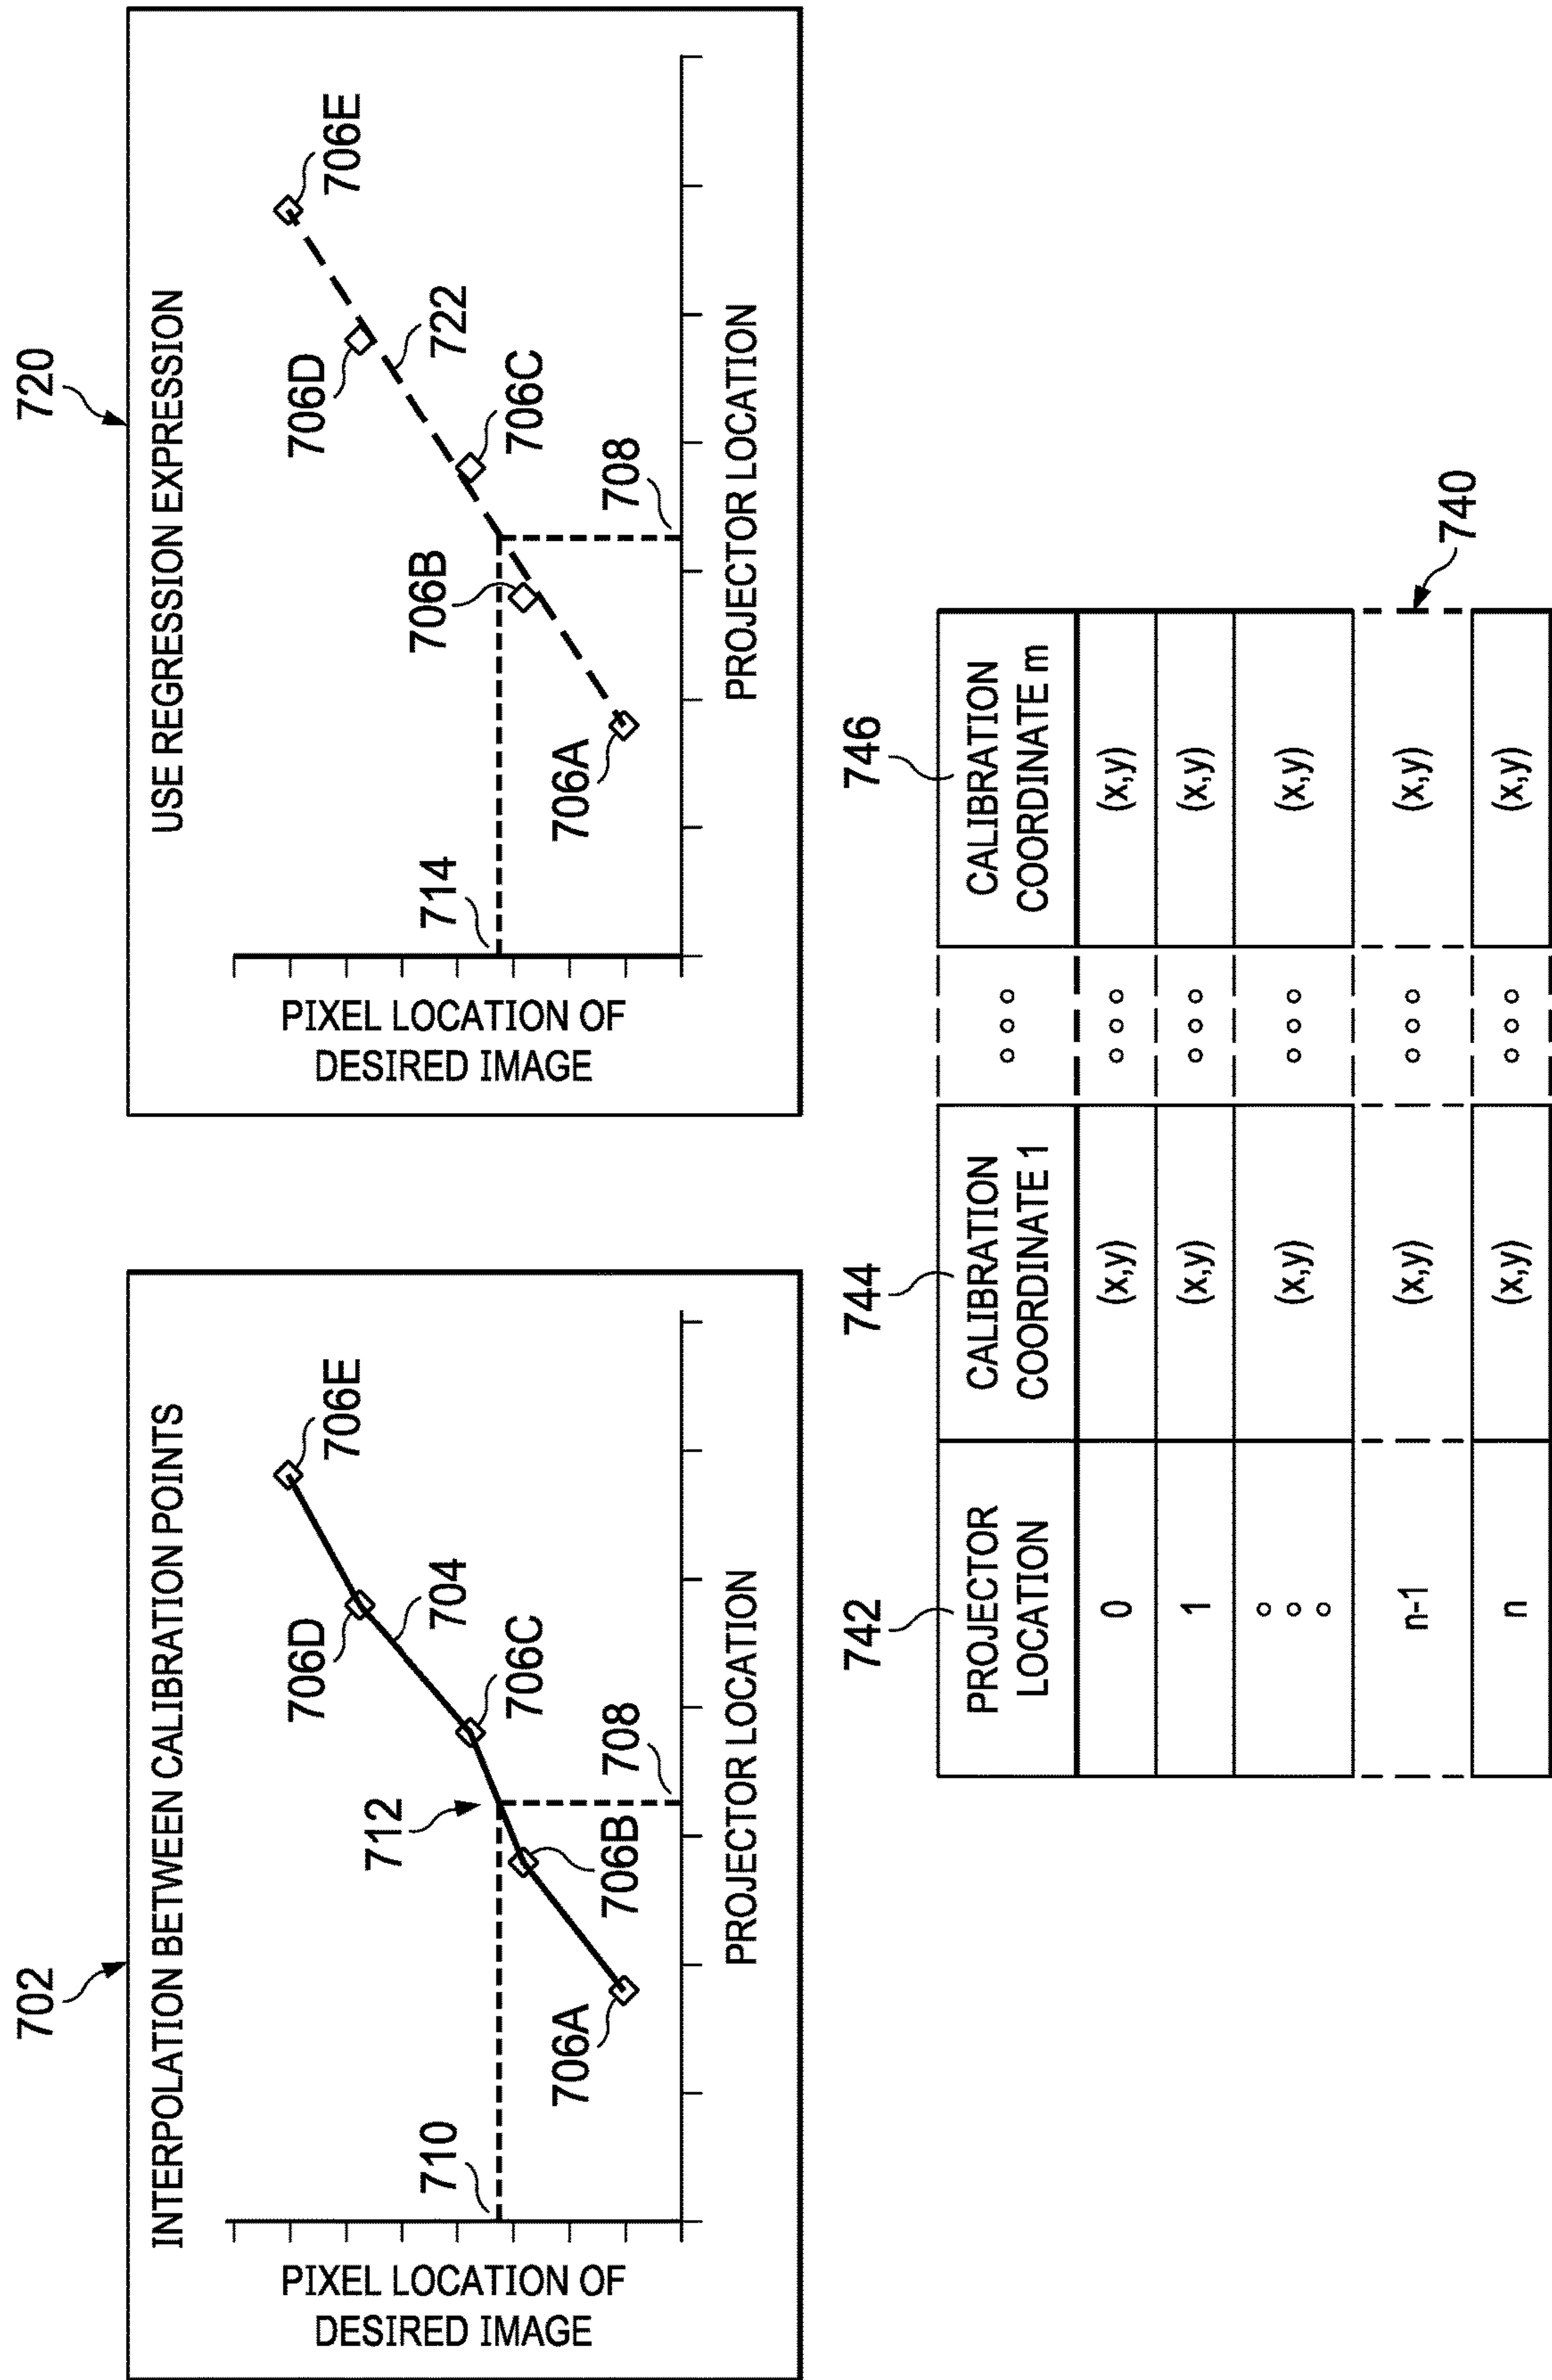 702
INTERPOLATION BETWEEN CALIBRATION POINTS
PIXEL LOCATION OF
DESIRED IMAGE
706E
706D
704
706C
712
710
706B
706A
708
PROJECTOR LOCATION
720
USE REGRESSION EXPRESSION
PIXEL LOCATION OF
DESIRED IMAGE
706E
706D
722
706C
706B
714
706A
708
PROJECTOR LOCATION
742
744
746
PROJECTOR
LOCATION
CALIBRATION
COORDINATE 1
CALIBRATION
COORDINATE m
0 (x,y) (x,y)
1 (x,y) (x,y)
(x,y) (x,y)
n-1 (x,y) (x,y)
n (x,y) (x,y)
740